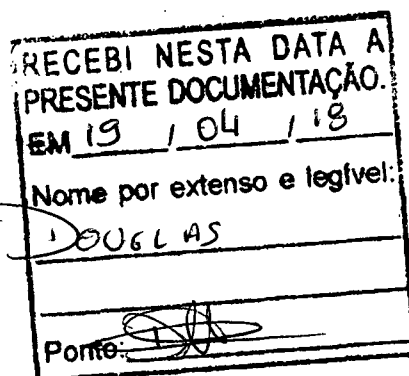 RECEBI NESTA DATA A
PRESENTE DOCUMENTAÇÃO.
EM 19 / 04 / 18
Nome por extenso e legível:
DOUGLAS
Ponto: